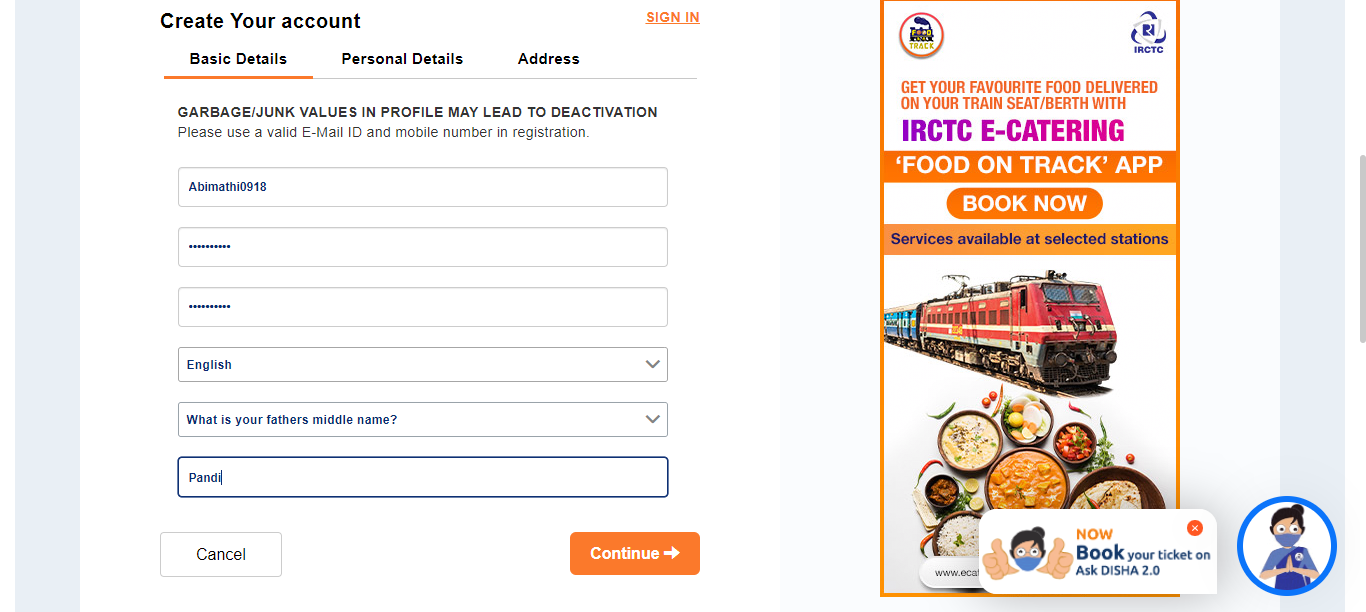 Create Your account
SIGN IN
Basic Details
Personal Details
Address
GARBAGE/JUNK VALUES IN PROFILE MAY LEAD TO DEACTIVATION
Please use a valid E-Mail ID and mobile number in registration.
Abimathi0918
••••••••••
••••••••••
English
What is your fathers middle name?
Pandi
Cancel
Continue
FOOD
ON
TRACK
IRCTC
GET YOUR FAVOURITE FOOD DELIVERED
ON YOUR TRAIN SEAT/BERTH WITH
IRCTC E-CATERING
‘FOOD ON TRACK’ APP
BOOK NOW
Services available at selected stations
www.ecat
NOW
Book your ticket on
Ask DISHA 2.0